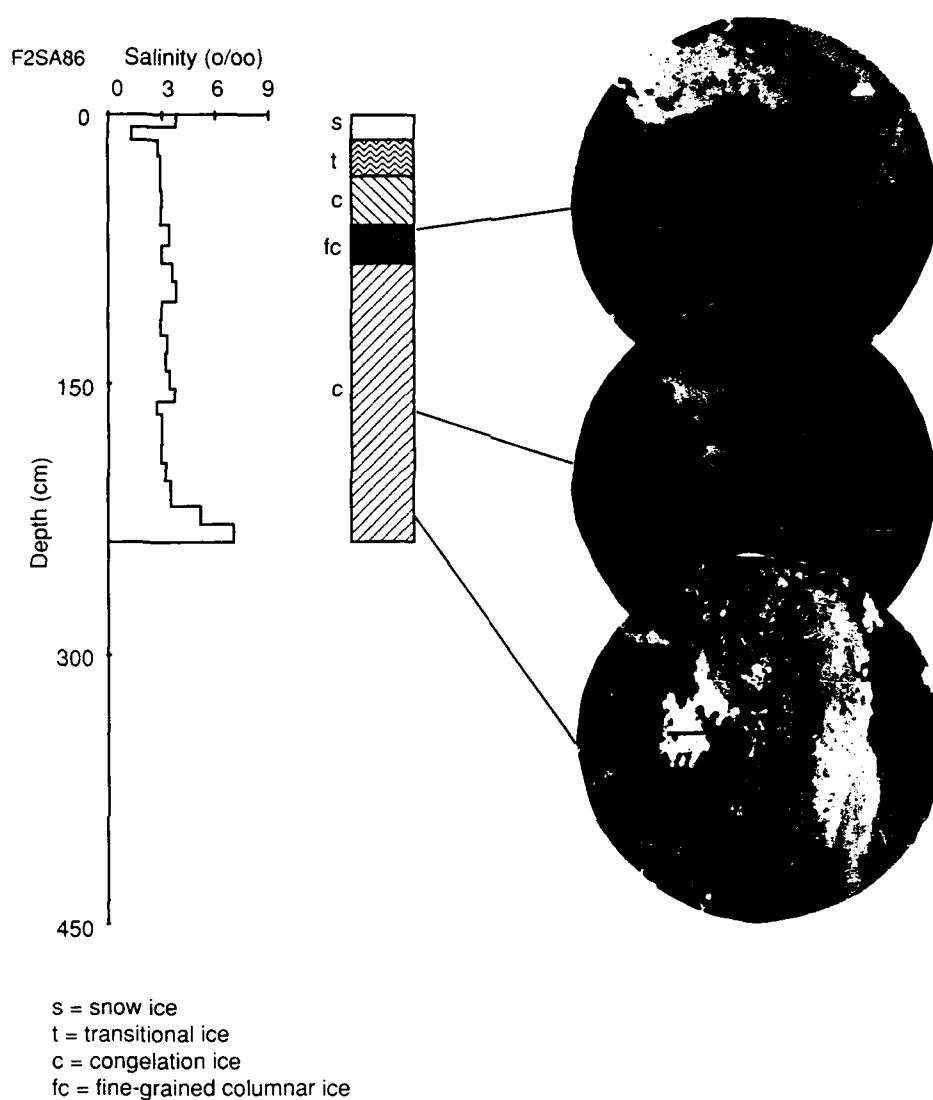 F2SA86 Salinity (o/oo)
0 3 6 9
0
s
t
c
fc
150
c
Depth (cm)
300
450
s = snow ice
t = transitional ice
c = congelation ice
fc = fine-grained columnar ice